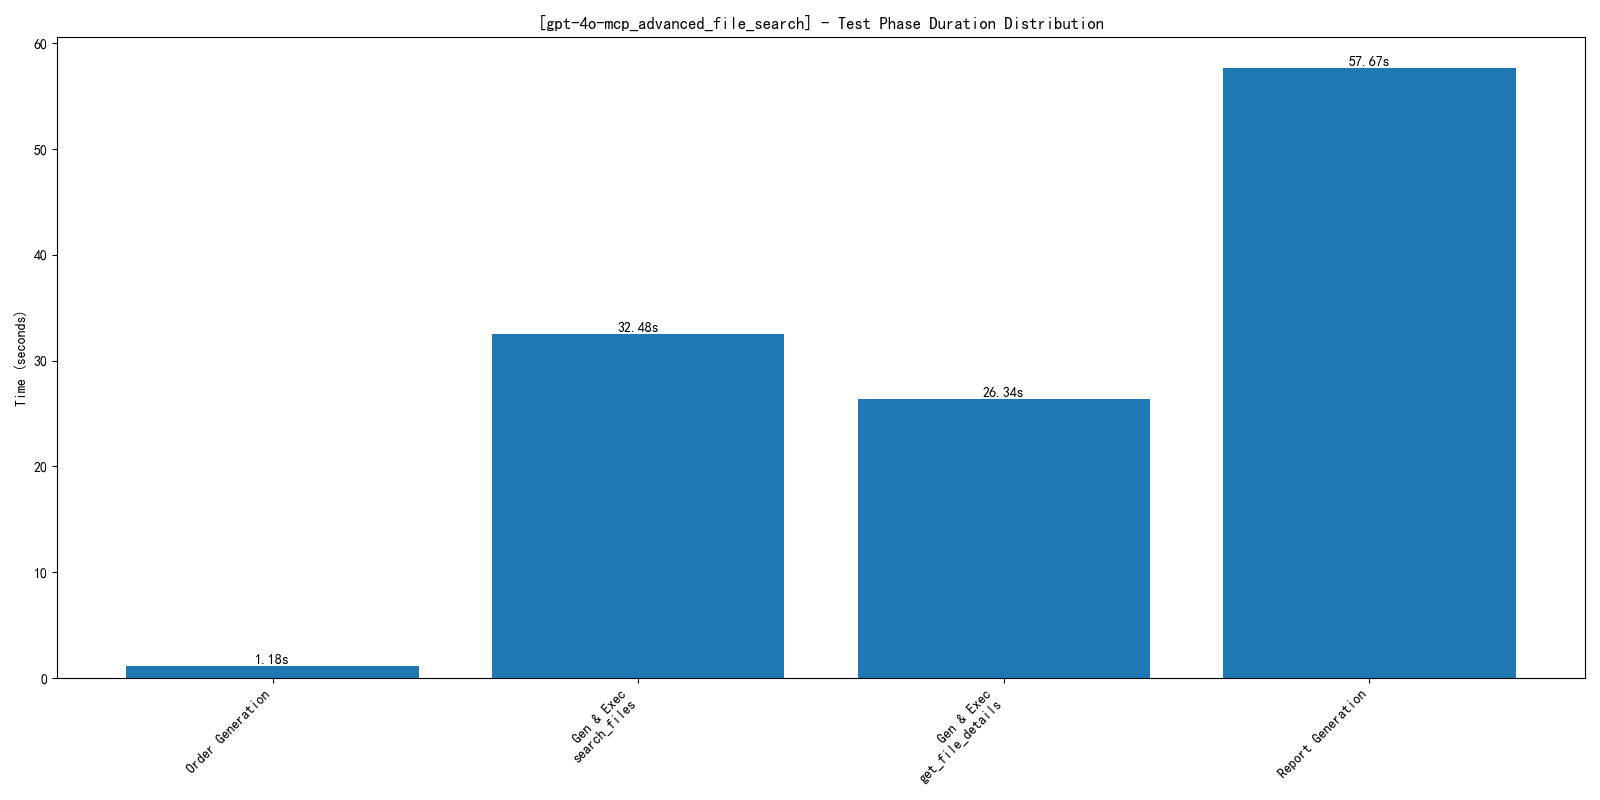 [gpt-4o-mcp_advanced_file_search] - Test Phase Duration Distribution
60
50
40
30
20
10
0
Time (seconds)
1.18s
32.48s
26.34s
57.67s
Order Generation
Gen & Exec
search_files
Gen & Exec
get_file_details
Report Generation